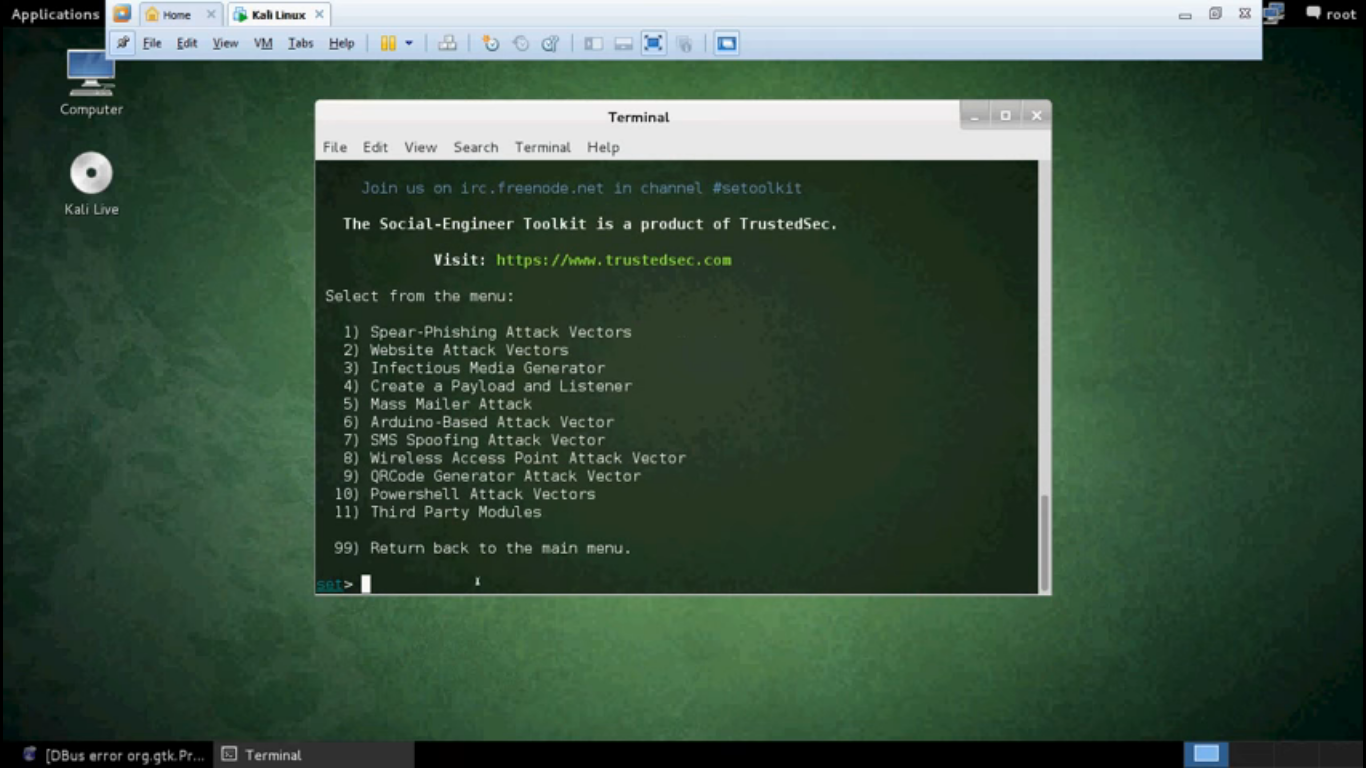 Applications
Home
Kali Linux
root
File Edit View VM Tabs Help
Computer
Kali Live
Terminal
File Edit View Search Terminal Help
Join us on irc.freenode.net in channel #setoolkit
The Social-Engineer Toolkit is a product of TrustedSec.
Visit: https://www.trustedsec.com
Select from the menu:
1) Spear-Phishing Attack Vectors
2) Website Attack Vectors
3) Infectious Media Generator
4) Create a Payload and Listener
5) Mass Mailer Attack
6) Arduino-Based Attack Vector
7) SMS Spoofing Attack Vector
8) Wireless Access Point Attack Vector
9) QRCode Generator Attack Vector
10) Powershell Attack Vectors
11) Third Party Modules
99) Return back to the main menu.
set>
[DBus error org.gtk.Pr...
Terminal